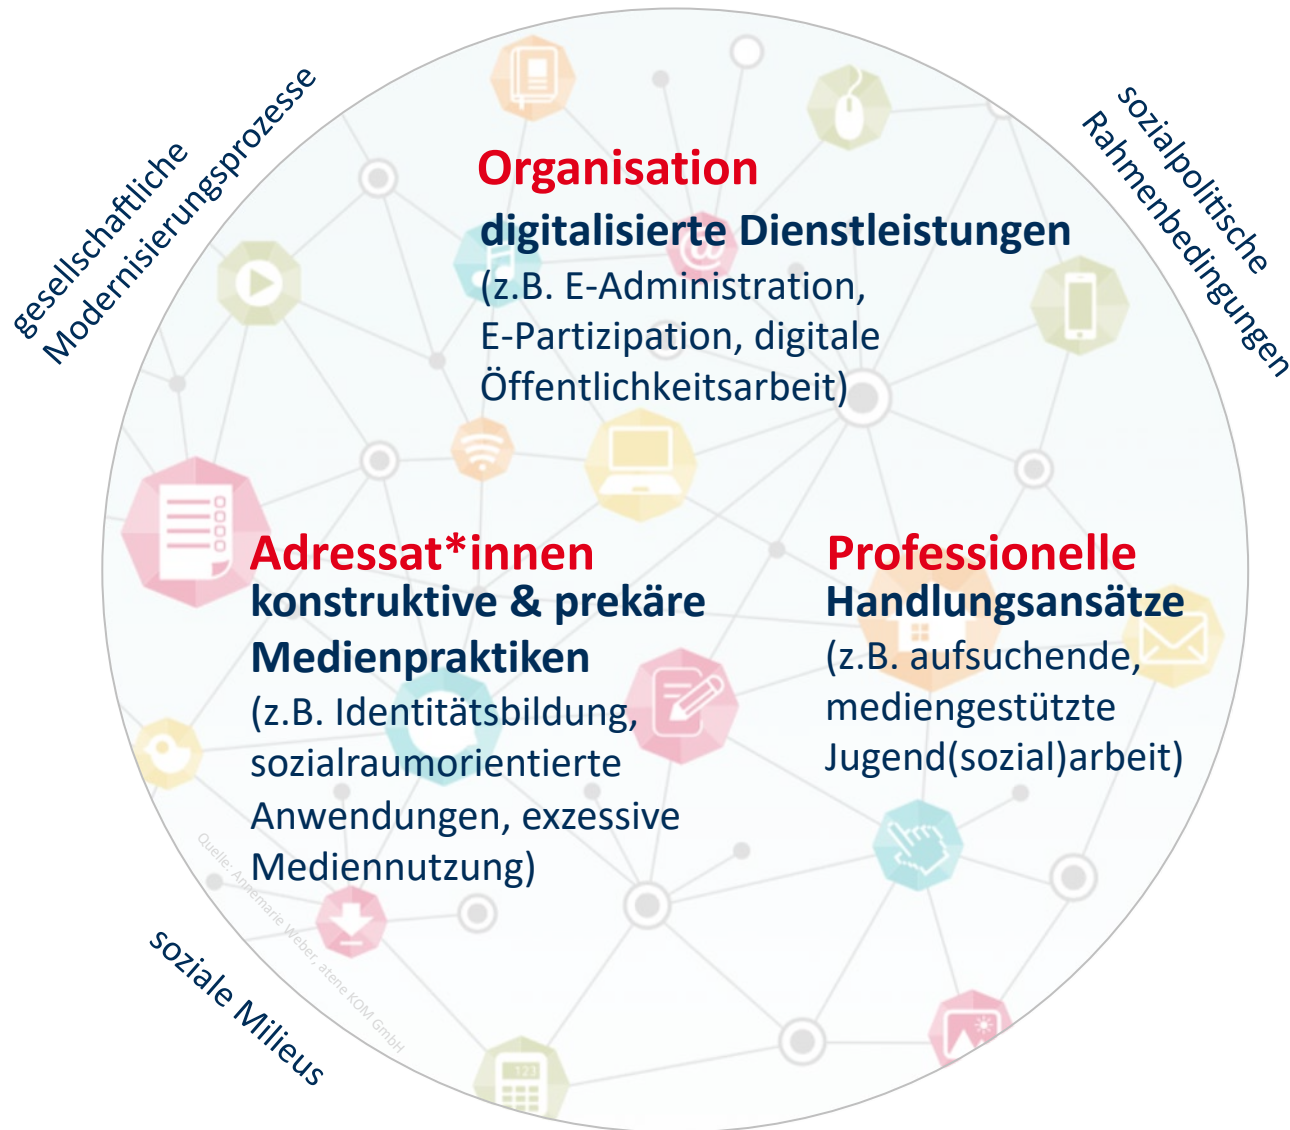 gesellschaftliche
Modernisierungsprozesse
sozialpolitische
Rahmenbedingungen
Organisation
digitalisierte Dienstleistungen
(z.B. E-Administration,
E-Partizipation, digitale
Öffentlichkeitsarbeit)
Adressat*innen
konstruktive & prekäre
Medienpraktiken
(z.B. Identitätsbildung,
sozialraumorientierte
Anwendungen, exzessive
Mediennutzung)
Professionelle
Handlungsansätze
(z.B. aufsuchende,
mediengestützte
Jugend(sozial)arbeit)
Quelle: Annemarie Weber, atene KOM GmbH
soziale Milieus
@
123